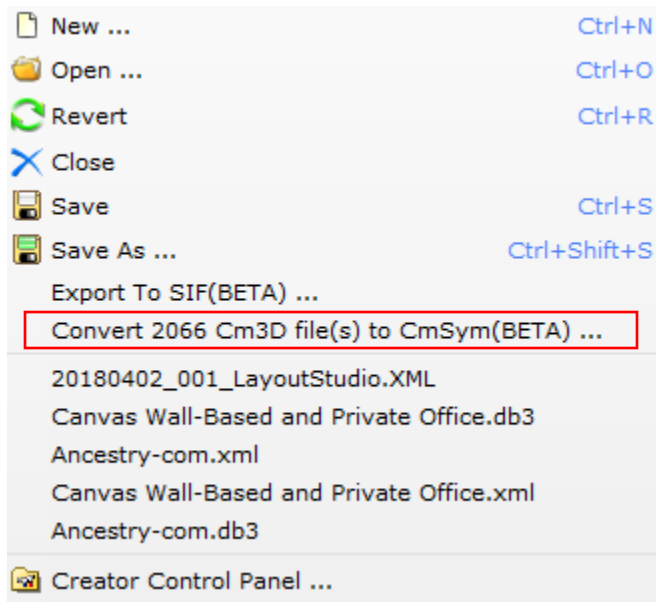 New ... Ctrl+N
Open ... Ctrl+O
Revert Ctrl+R
Close
Save Ctrl+S
Save As ... Ctrl+Shift+S
Export To SIF(BETA) ...
Convert 2066 Cm3D file(s) to CmSym(BETA) ...
20180402_001_LayoutStudio.XML
Canvas Wall-Based and Private Office.db3
Ancestry-com.xml
Canvas Wall-Based and Private Office.xml
Ancestry-com.db3
Creator Control Panel ...